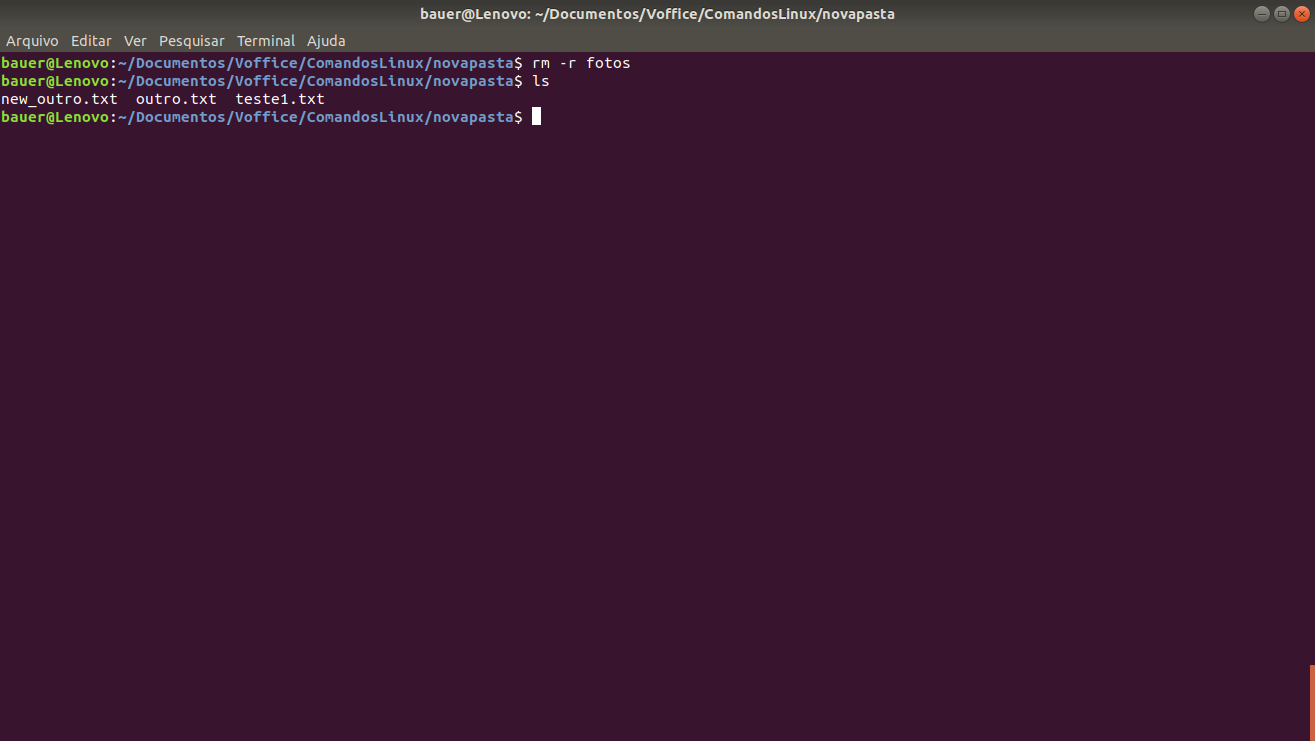 bauer@Lenovo: ~/Documentos/Voffice/ComandosLinux/novapasta
Arquivo Editar Ver Pesquisar Terminal Ajuda
bauer@Lenovo:~/Documentos/Voffice/ComandosLinux/novapasta$ rm -r fotos
bauer@Lenovo:~/Documentos/Voffice/ComandosLinux/novapasta$ ls
new_outro.txt  outro.txt  teste1.txt
bauer@Lenovo:~/Documentos/Voffice/ComandosLinux/novapasta$